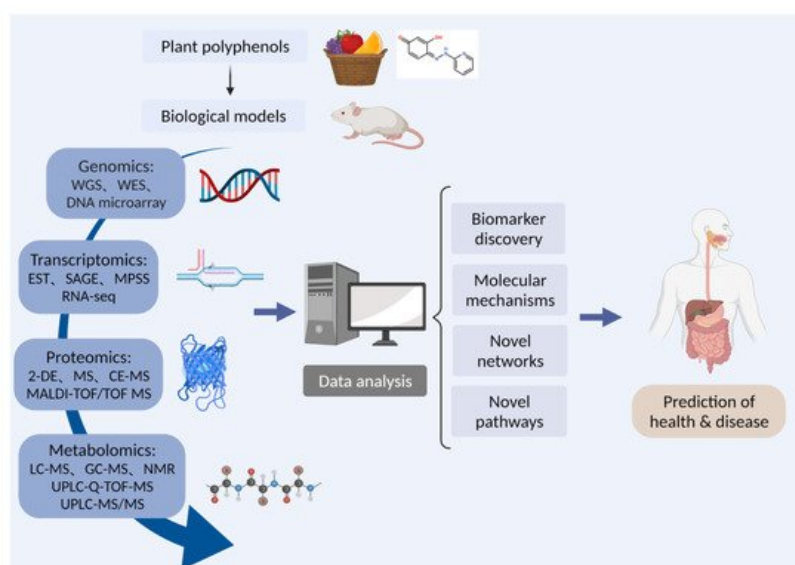 Plant polyphenols
Biological models
Genomics:
WGS、WES、
DNA microarray
Transcriptomics:
EST、SAGE、MPSS
RNA-seq
Proteomics:
2-DE、MS、CE-MS
MALDI-TOF/TOF MS
Metabolomics:
LC-MS、GC-MS、NMR
UPLC-Q-TOF-MS
UPLC-MS/MS
Data analysis
Biomarker
discovery
Molecular
mechanisms
Novel
networks
Novel
pathways
Prediction of
health & disease